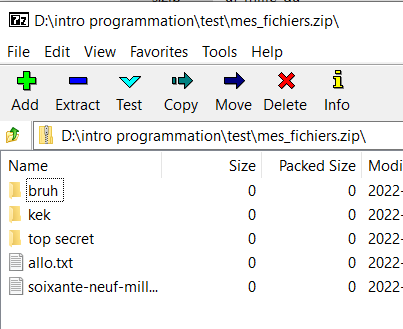 D:\intro programmation\test\mes_fichiers.zip\
File Edit View Favorites Tools Help
Add Extract Test Copy Move Delete Info
D:\intro programmation\test\mes_fichiers.zip\
Name Size Packed Size Modi
bruh 0 0 2022-
kek 0 0 2022-
top secret 0 0 2022-
allo.txt 0 0 2022-
soixante-neuf-mill... 0 0 2022-